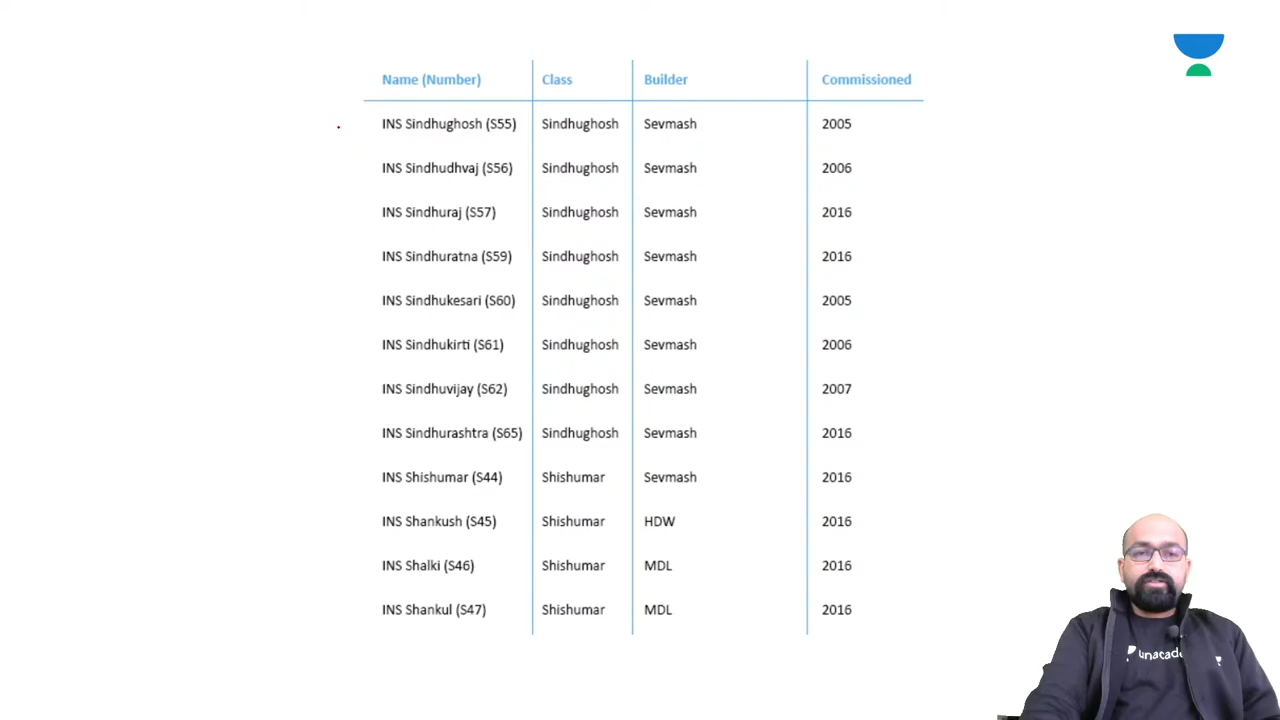 Name (Number) Class Builder Commissioned
INS Sindhughosh (S55) Sindhughosh Sevmash 2005
INS Sindhudhvaj (S56) Sindhughosh Sevmash 2006
INS Sindhuraj (S57) Sindhughosh Sevmash 2016
INS Sindhuratna (S59) Sindhughosh Sevmash 2016
INS Sindhukesari (S60) Sindhughosh Sevmash 2005
INS Sindhukirti (S61) Sindhughosh Sevmash 2006
INS Sindhuvijay (S62) Sindhughosh Sevmash 2007
INS Sindhurashtra (S65) Sindhughosh Sevmash 2016
INS Shishumar (S44) Shishumar Sevmash 2016
INS Shankush (S45) Shishumar HDW 2016
INS Shalki (S46) Shishumar MDL 2016
INS Shankul (S47) Shishumar MDL 2016